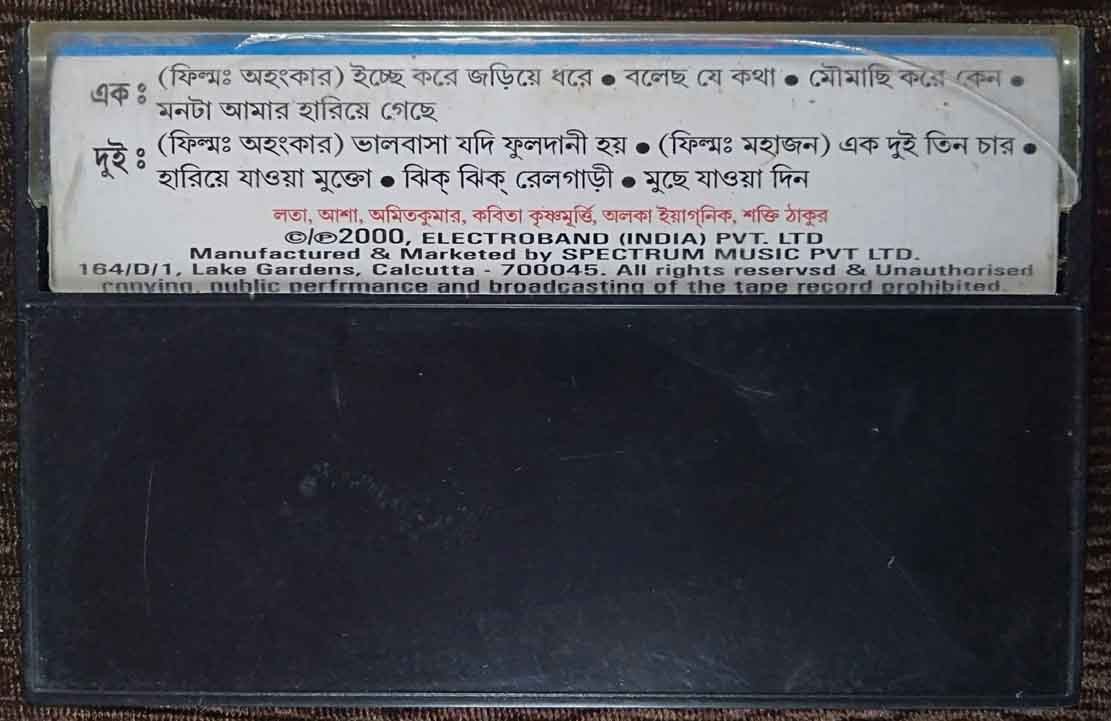 একঃ (ফিল্মঃ অহংকার) ইচ্ছে করে জড়িয়ে ধরে ● বলেছ যে কথা ● মৌমাছি করে কেন ●
মনটা আমার হারিয়ে গেছে
দুইঃ (ফিল্মঃ অহংকার) ভালবাসা যদি ফুলদানী হয় ● (ফিল্মঃ মহাজন) এক দুই তিন চার ●
হারিয়ে যাওয়া মুক্তো ● ঝিক্ ঝিক্ রেলগাড়ী ● মুছে যাওয়া দিন
লতা, আশা, অমিতকুমার, কবিতা কৃষ্ণমূর্ত্তি, অলকা ইয়াগ্নিক, শক্তি ঠাকুর
©/℗2000, ELECTROBAND (INDIA) PVT. LTD
Manufactured & Marketed by SPECTRUM MUSIC PVT LTD.
164/D/1, Lake Gardens, Calcutta - 700045. All rights reservsd & Unauthorised
copying, public perfrmance and broadcasting of the tape record prohibited.